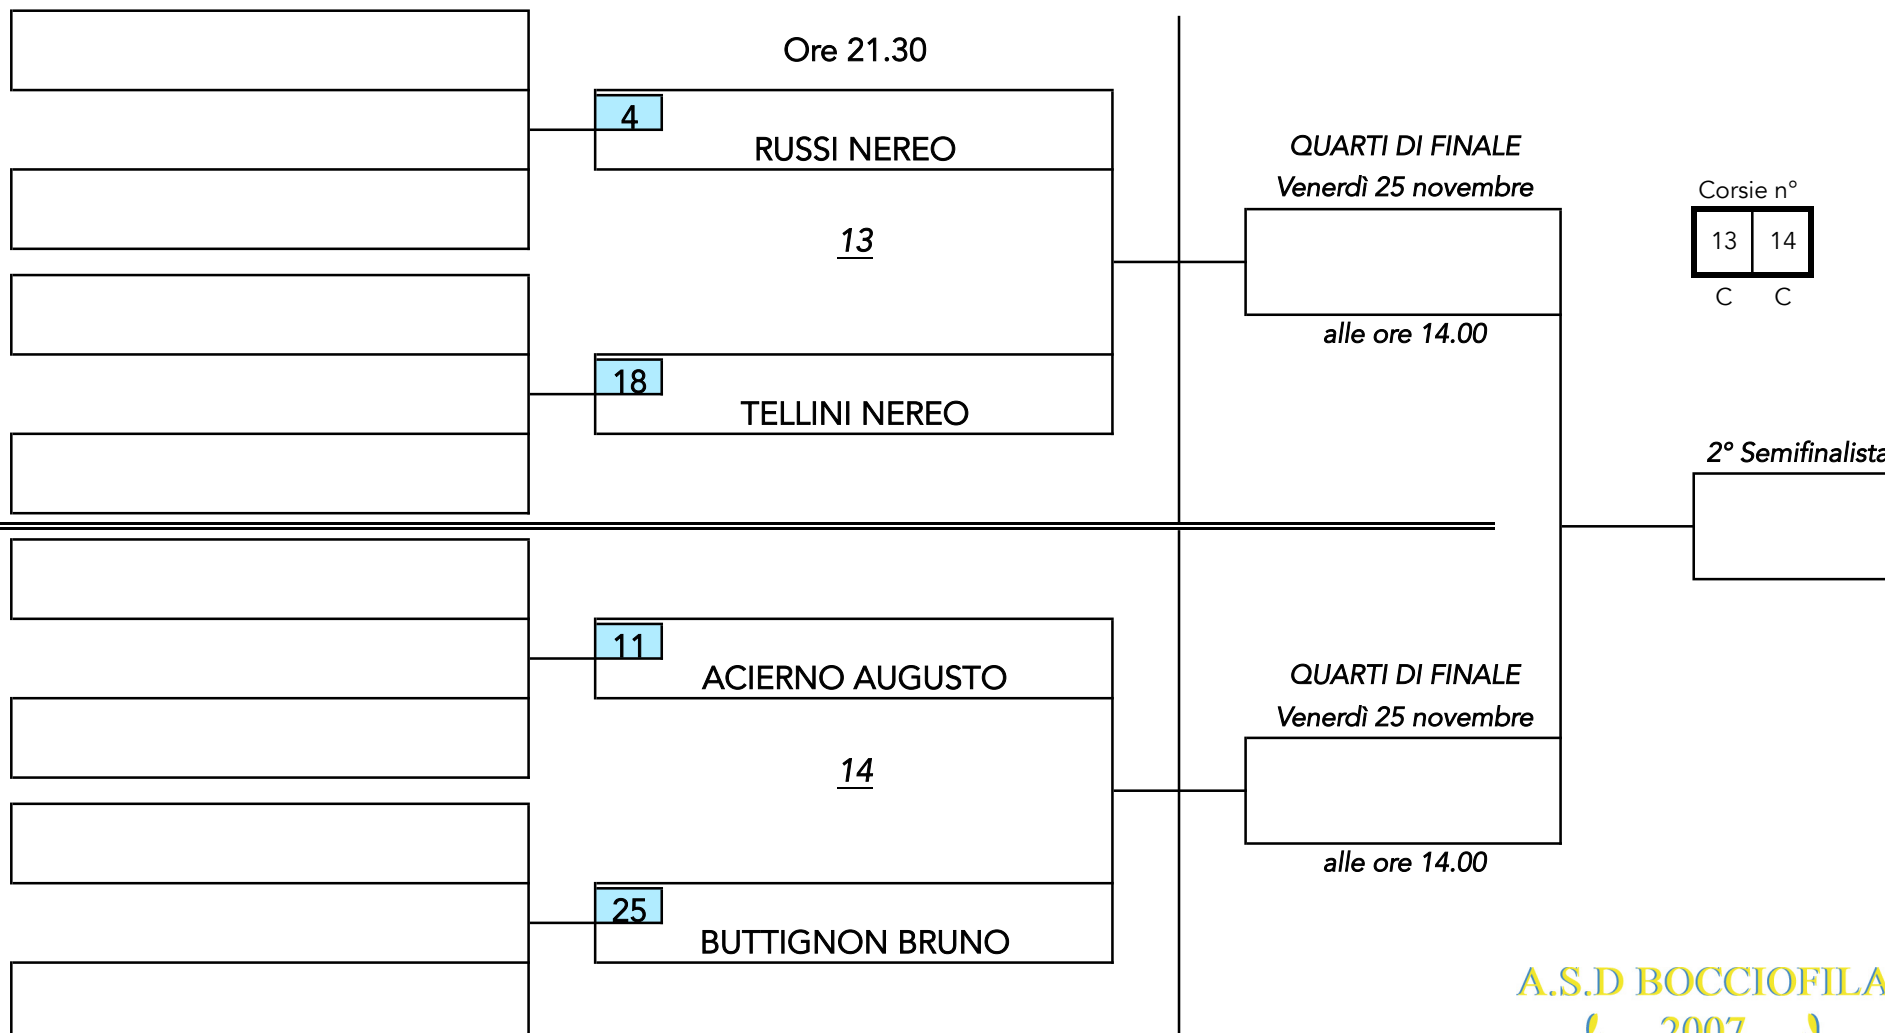 Ore 21.30
4
RUSSI NEREO
13
18
TELLINI NEREO
QUARTI DI FINALE
Venerdì 25 novembre
alle ore 14.00
Corsie n°
13 14
C C
2° Semifinalista
11
ACIERNO AUGUSTO
14
25
BUTTIGNON BRUNO
QUARTI DI FINALE
Venerdì 25 novembre
alle ore 14.00
A.S.D BOCCIOFILA
( 2007 )